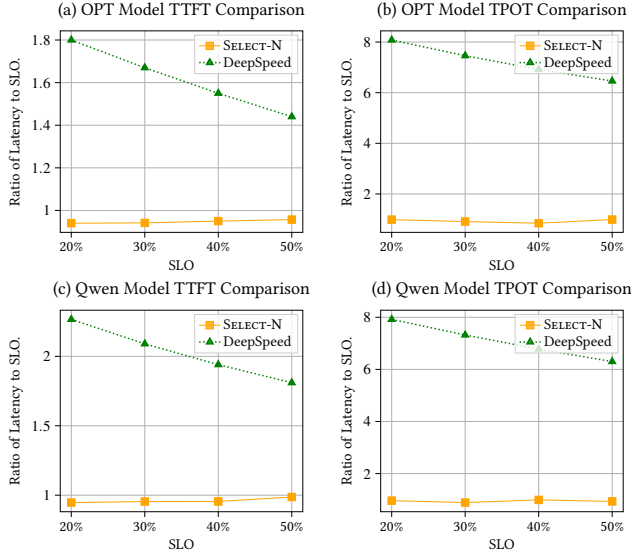 (a) OPT Model TTFT Comparison
Ratio of Latency to SLO.
1.8
1.6
1.4
1.2
1
SELECT-N
DeepSpeed
20% 30% 40% 50%
SLO
(b) OPT Model TPOT Comparison
Ratio of Latency to SLO.
8
6
4
2
SELECT-N
DeepSpeed
20% 30% 40% 50%
SLO
(c) Qwen Model TTFT Comparison
Ratio of Latency to SLO.
2
1.5
1
SELECT-N
DeepSpeed
20% 30% 40% 50%
SLO
(d) Qwen Model TPOT Comparison
Ratio of Latency to SLO.
8
6
4
2
SELECT-N
DeepSpeed
20% 30% 40% 50%
SLO